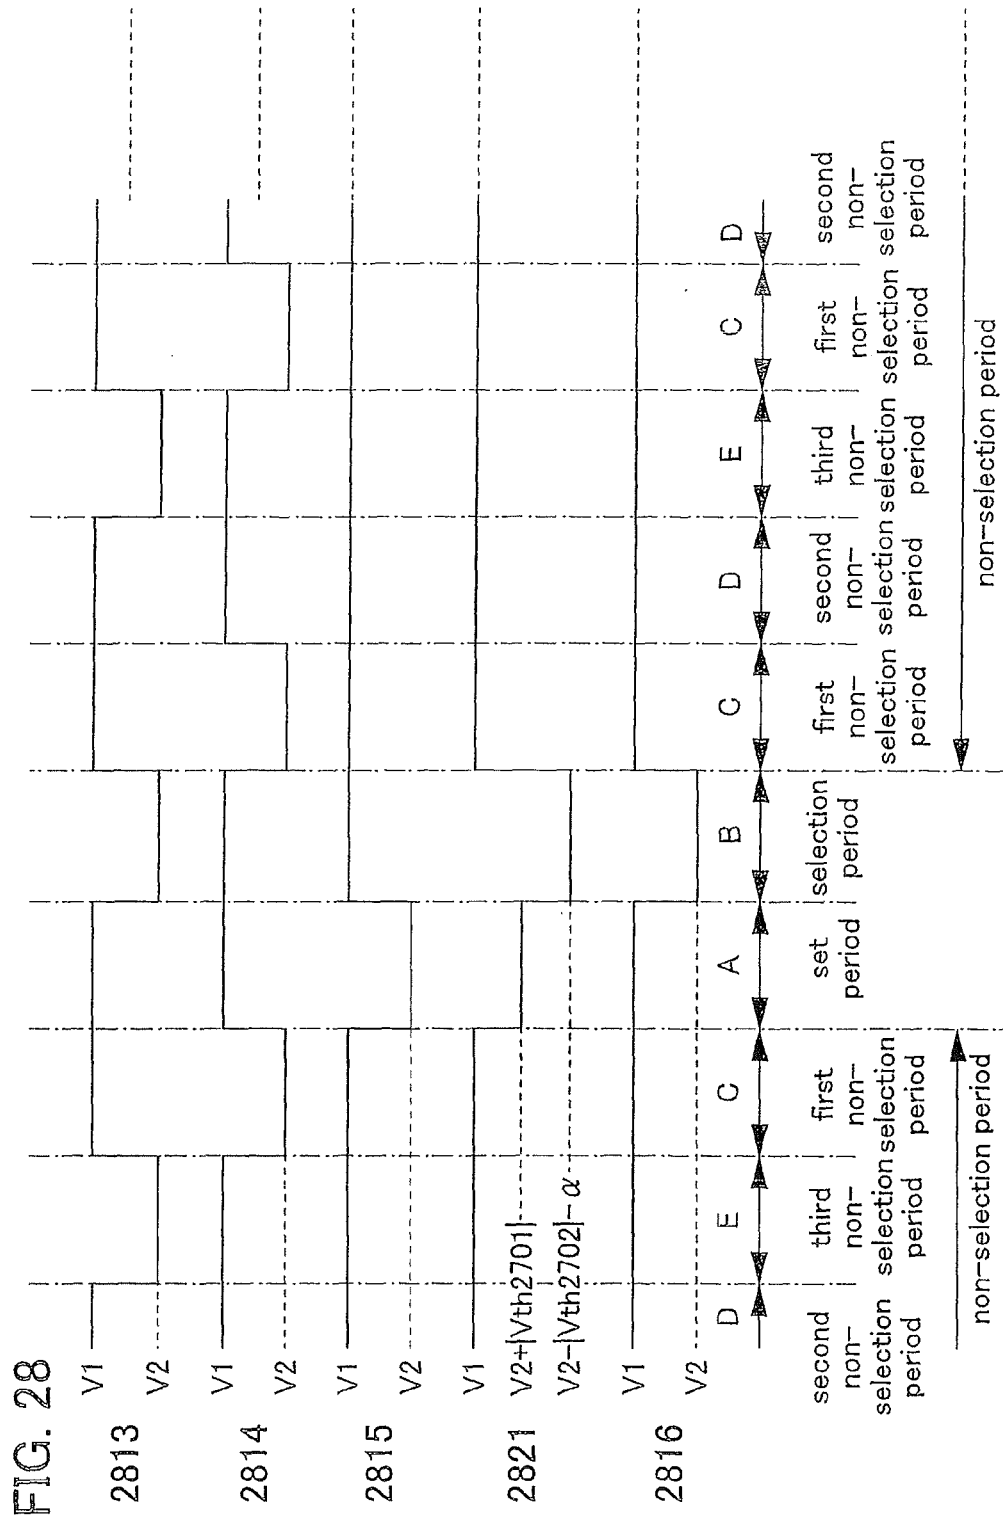 FIG. 28
2813
V1
V2
2814
V1
V2
2815
V1
V2
2821
V1
V2+|Vth2701|
V2-|Vth2702|-α
2816
V1
V2
D
E
C
A
B
C
D
E
C
D
second
non-
selection
period
third
non-
selection
period
first
non-
selection
period
set
period
selection
period
first
non-
selection
period
second
non-
selection
period
third
non-
selection
period
first
non-
selection
period
second
non-
selection
period
non-selection period
non-selection period